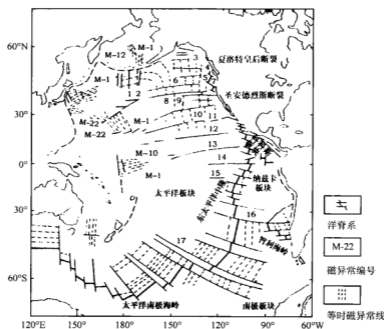 60°N
30°
0°
30°
60°S
120°E
150°
180°
150°
120°
90°
60°W
M-1
M-12
夏洛特皇后断裂
3
4
5
M-1
1
2
6
7
圣安德烈斯断裂
8
9
10
11
M-22
M-22
M-1
12
13
M-10
14
M-1
15
纳兹卡
板块
太平洋板块
东太平洋中隆
16
智利海岭
17
太平洋南极海岭
南极板块
洋脊系
M-22
磁异常编号
等时磁异常线